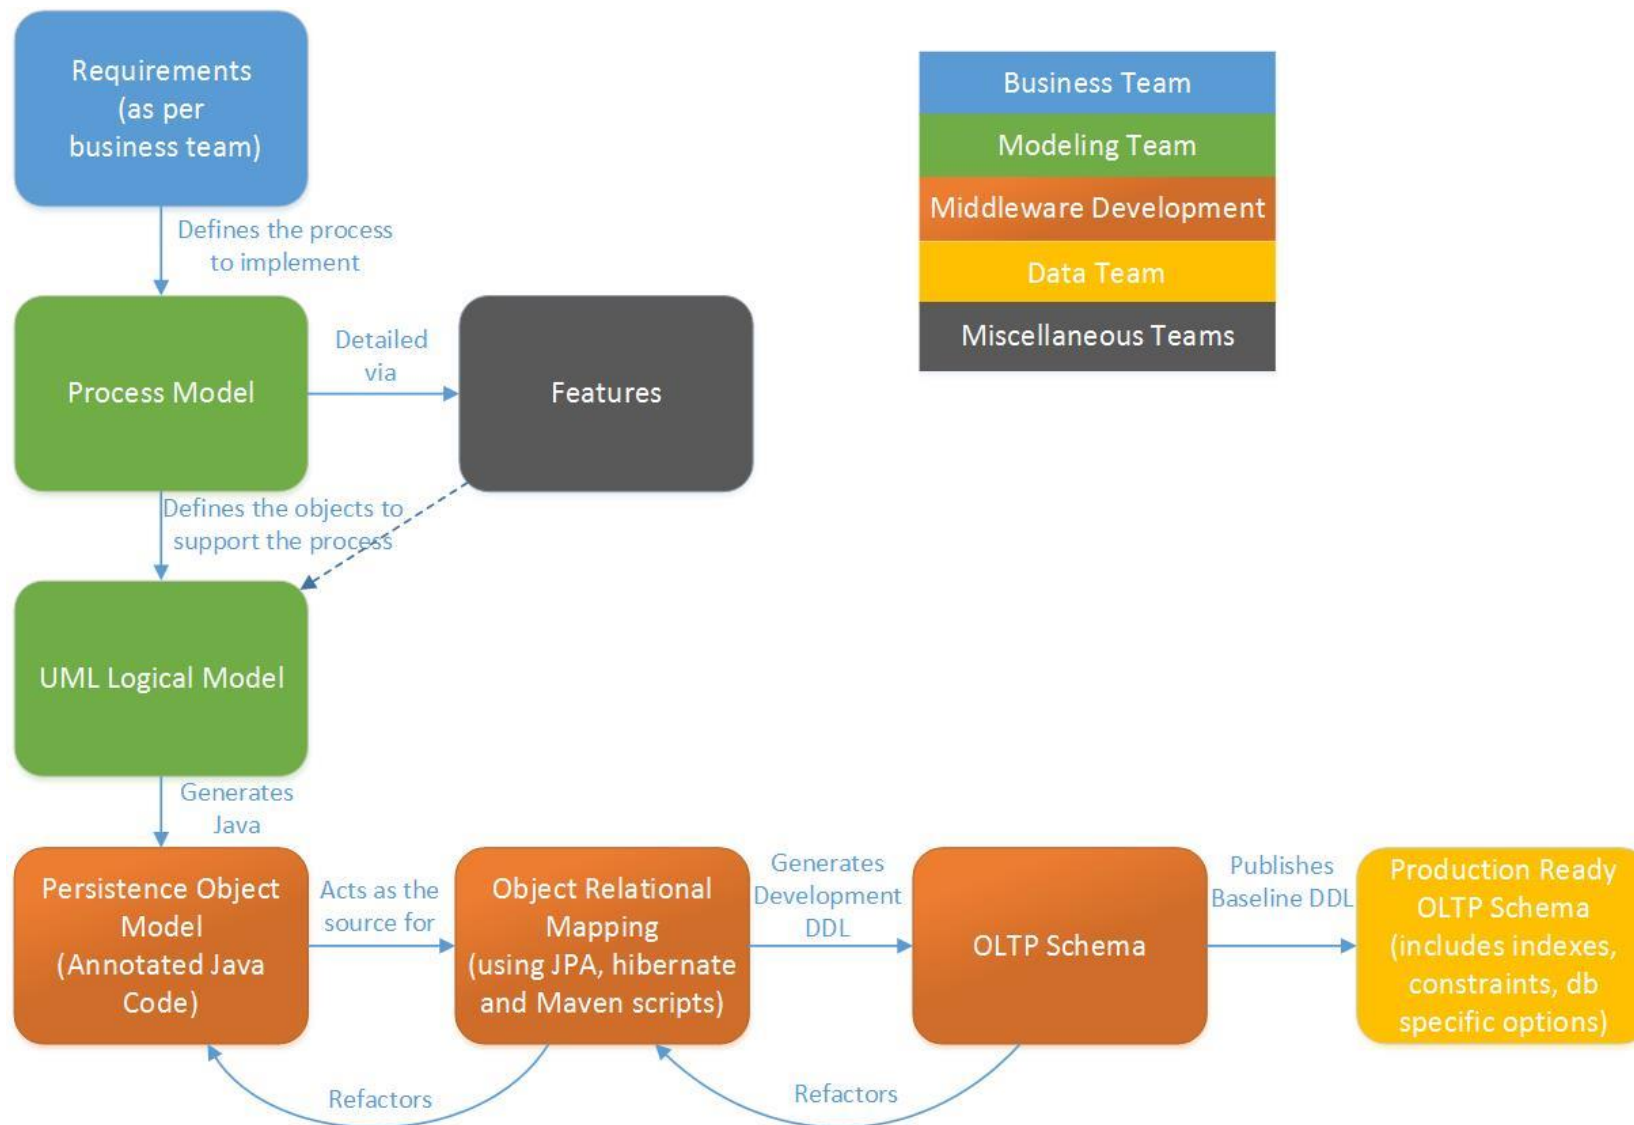 Requirements
(as per
business team)
Business Team
Modeling Team
Middleware Development
Data Team
Miscellaneous Teams
Defines the process
to implement
Process Model
Detailed
via
Features
Defines the objects to
support the process
UML Logical Model
Generates
Java
Persistence Object
Model
(Annotated Java
Code)
Acts as the
source for
Object Relational
Mapping
(using JPA, hibernate
and Maven scripts)
Generates
Development
DDL
OLTP Schema
Publishes
Baseline DDL
Production Ready
OLTP Schema
(includes indexes,
constraints, db
specific options)
Refactors
Refactors